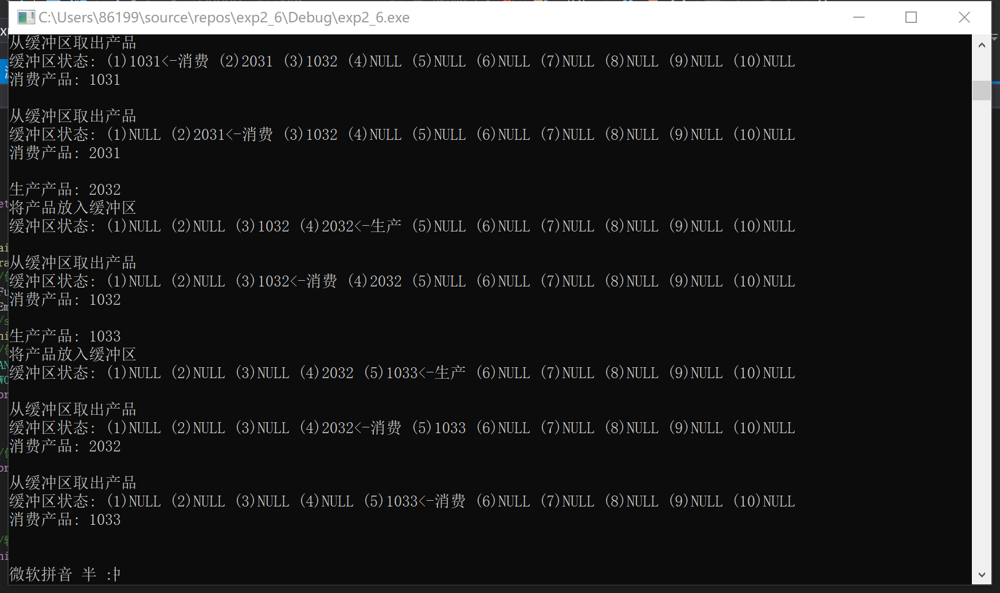 C:\Users\86199\source\repos\exp2_6\Debug\exp2_6.exe
从缓冲区取出产品
缓冲区状态: (1)1031<-消费 (2)2031 (3)1032 (4)NULL (5)NULL (6)NULL (7)NULL (8)NULL (9)NULL (10)NULL
消费产品: 1031
从缓冲区取出产品
缓冲区状态: (1)NULL (2)2031<-消费 (3)1032 (4)NULL (5)NULL (6)NULL (7)NULL (8)NULL (9)NULL (10)NULL
消费产品: 2031
生产产品: 2032
将产品放入缓冲区
缓冲区状态: (1)NULL (2)NULL (3)1032 (4)2032<-生产 (5)NULL (6)NULL (7)NULL (8)NULL (9)NULL (10)NULL
从缓冲区取出产品
缓冲区状态: (1)NULL (2)NULL (3)1032<-消费 (4)2032 (5)NULL (6)NULL (7)NULL (8)NULL (9)NULL (10)NULL
消费产品: 1032
生产产品: 1033
将产品放入缓冲区
缓冲区状态: (1)NULL (2)NULL (3)NULL (4)2032 (5)1033<-生产 (6)NULL (7)NULL (8)NULL (9)NULL (10)NULL
从缓冲区取出产品
缓冲区状态: (1)NULL (2)NULL (3)NULL (4)2032<-消费 (5)1033 (6)NULL (7)NULL (8)NULL (9)NULL (10)NULL
消费产品: 2032
从缓冲区取出产品
缓冲区状态: (1)NULL (2)NULL (3)NULL (4)NULL (5)1033<-消费 (6)NULL (7)NULL (8)NULL (9)NULL (10)NULL
消费产品: 1033
微软拼音 半 :